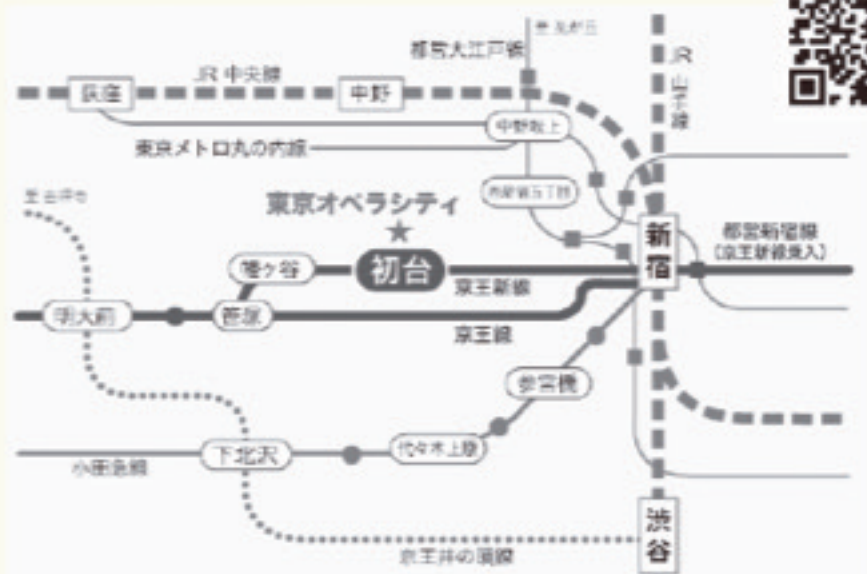 都営大江戸線
JR
山手線
JR 中央線
荻窪
中野
中野坂上
東京メトロ丸の内線
至 吉祥寺
西新宿五丁目
東京オペラシティ
新宿
都営新宿線
(京王新線乗入)
幡ヶ谷
初台
京王新線
明大前
笹塚
京王線
参宮橋
下北沢
代々木上原
小田急線
渋谷
京王井の頭線